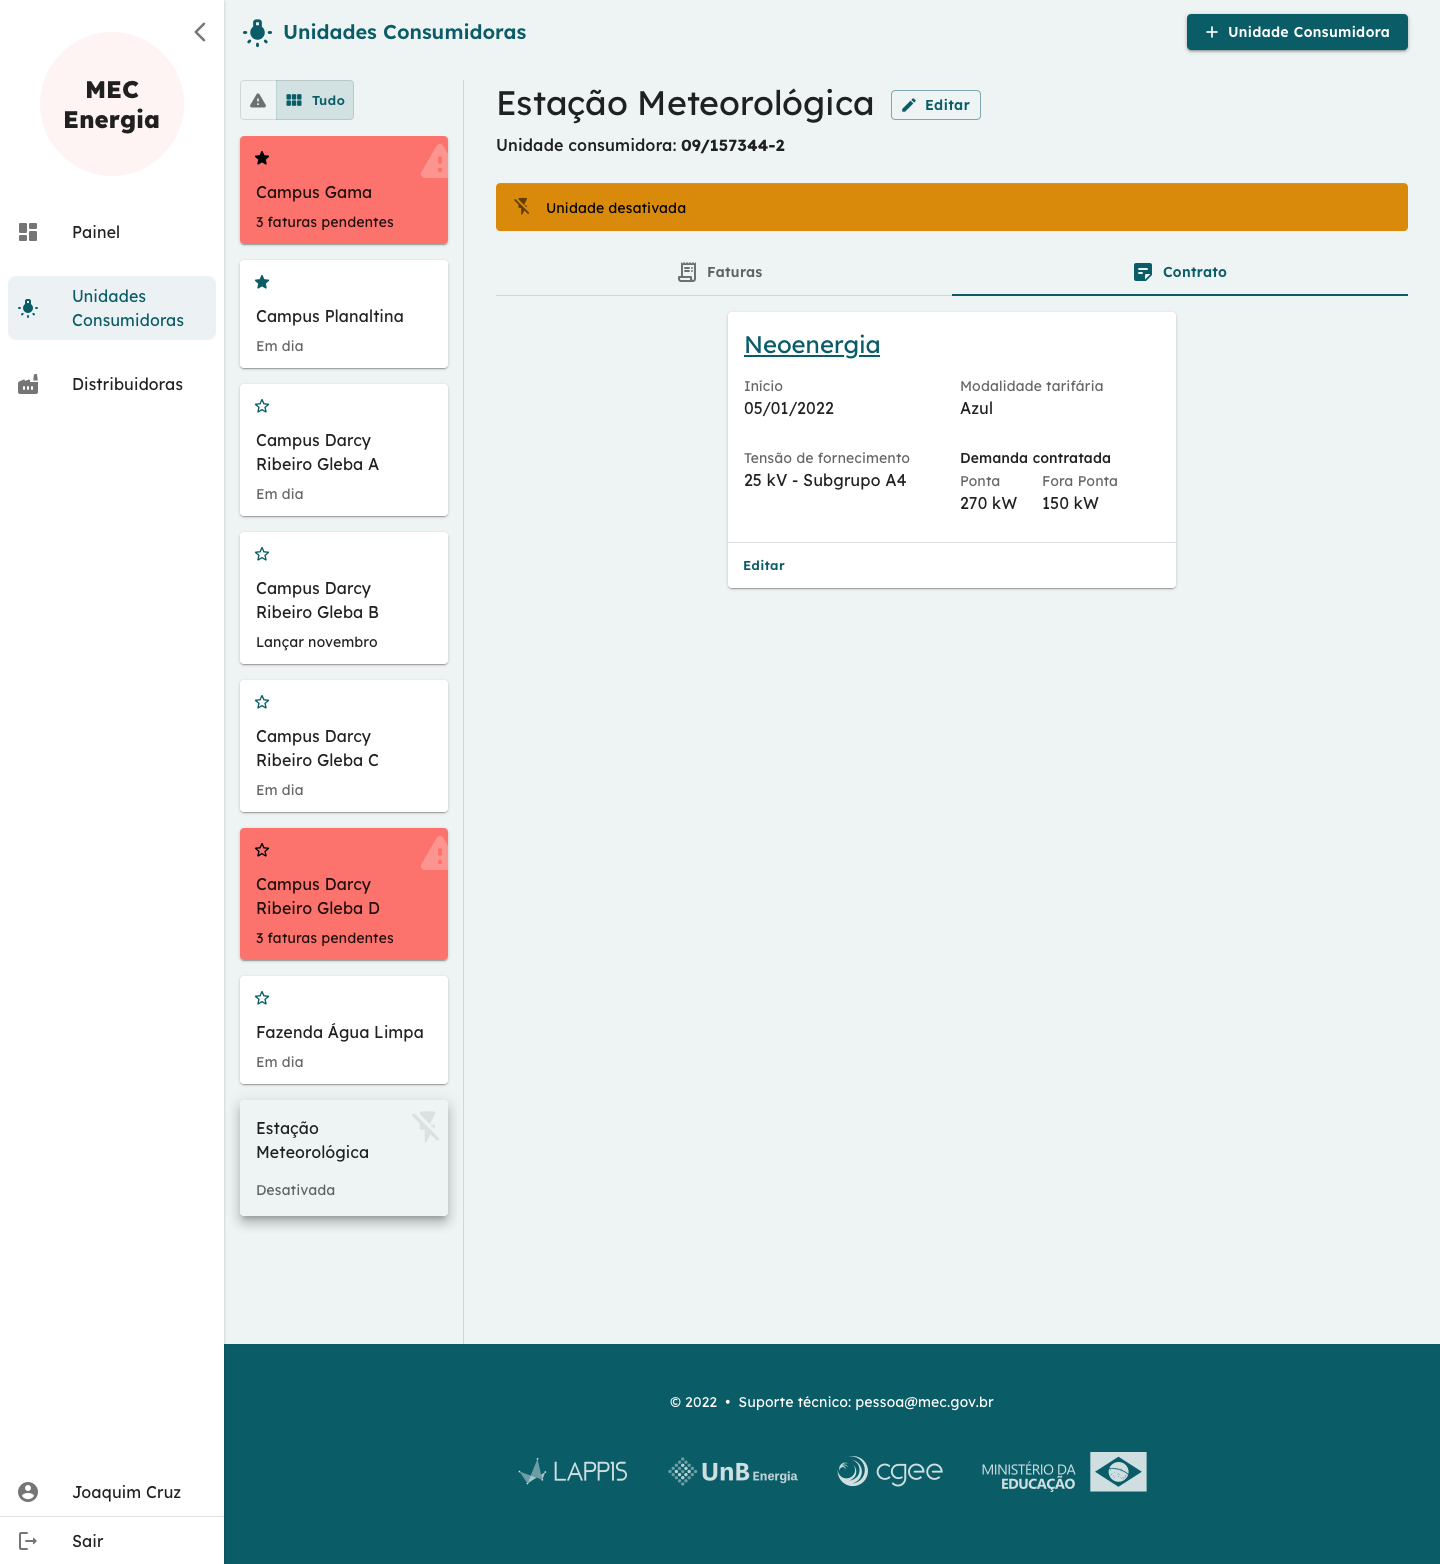 MEC
Energia
Painel
Unidades
Consumidoras
Distribuidoras
Joaquim Cruz
Sair
Unidades Consumidoras
Unidade Consumidora
Tudo
Campus Gama
3 faturas pendentes
Campus Planaltina
Em dia
Campus Darcy
Ribeiro Gleba A
Em dia
Campus Darcy
Ribeiro Gleba B
Lançar novembro
Campus Darcy
Ribeiro Gleba C
Em dia
Campus Darcy
Ribeiro Gleba D
3 faturas pendentes
Fazenda Água Limpa
Em dia
Estação
Meteorológica
Desativada
Estação Meteorológica
Editar
Unidade consumidora: 09/157344-2
Unidade desativada
Faturas
Contrato
Neoenergia
Início
05/01/2022
Modalidade tarifária
Azul
Tensão de fornecimento
25 kV - Subgrupo A4
Demanda contratada
Ponta
Fora Ponta
270 kW
150 kW
Editar
© 2022 • Suporte técnico: pessoa@mec.gov.br
LAPPIS
UnB Energia
cgee
MINISTÉRIO DA
EDUCAÇÃO